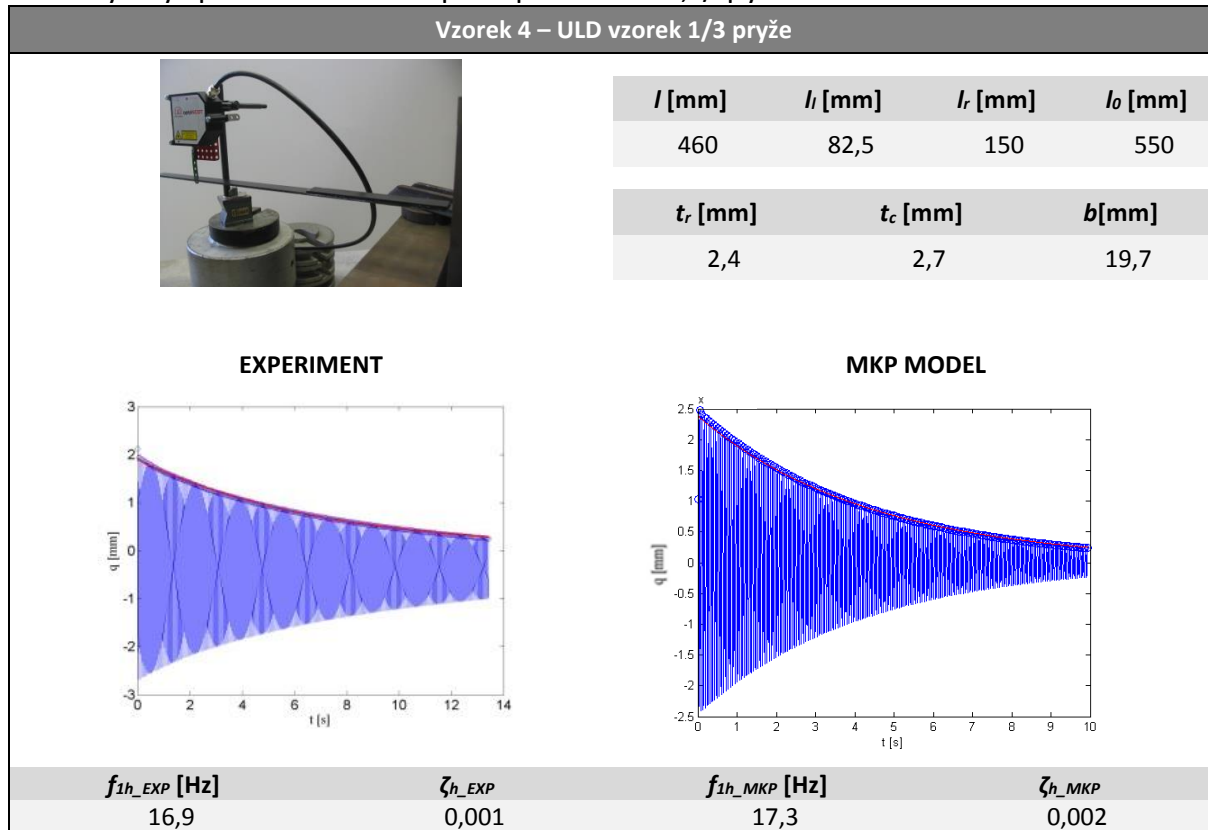 Vzorek 4 – ULD vzorek 1/3 pryže
l [mm] l_l [mm] l_r [mm] l_0 [mm]
460 82,5 150 550
t_r [mm] t_c [mm] b[mm]
2,4 2,7 19,7
EXPERIMENT MKP MODEL
3
2
1
0
-1
-2
-3
q [mm]
0 2 4 6 8 10 12 14
t [s]
x
2.5
2
1.5
1
0.5
0
-0.5
-1
-1.5
-2
-2.5
q [mm]
0 1 2 3 4 5 6 7 8 9 10
t [s]
f_1h_EXP [Hz] ζ_h_EXP f_1h_MKP [Hz] ζ_h_MKP
16,9 0,001 17,3 0,002